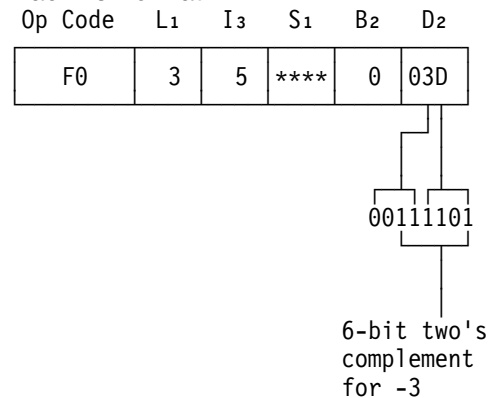 Op Code L₁ I₃ S₁ B₂ D₂
F0 3 5 **** 0 03D
00111101
6-bit two's
complement
for -3